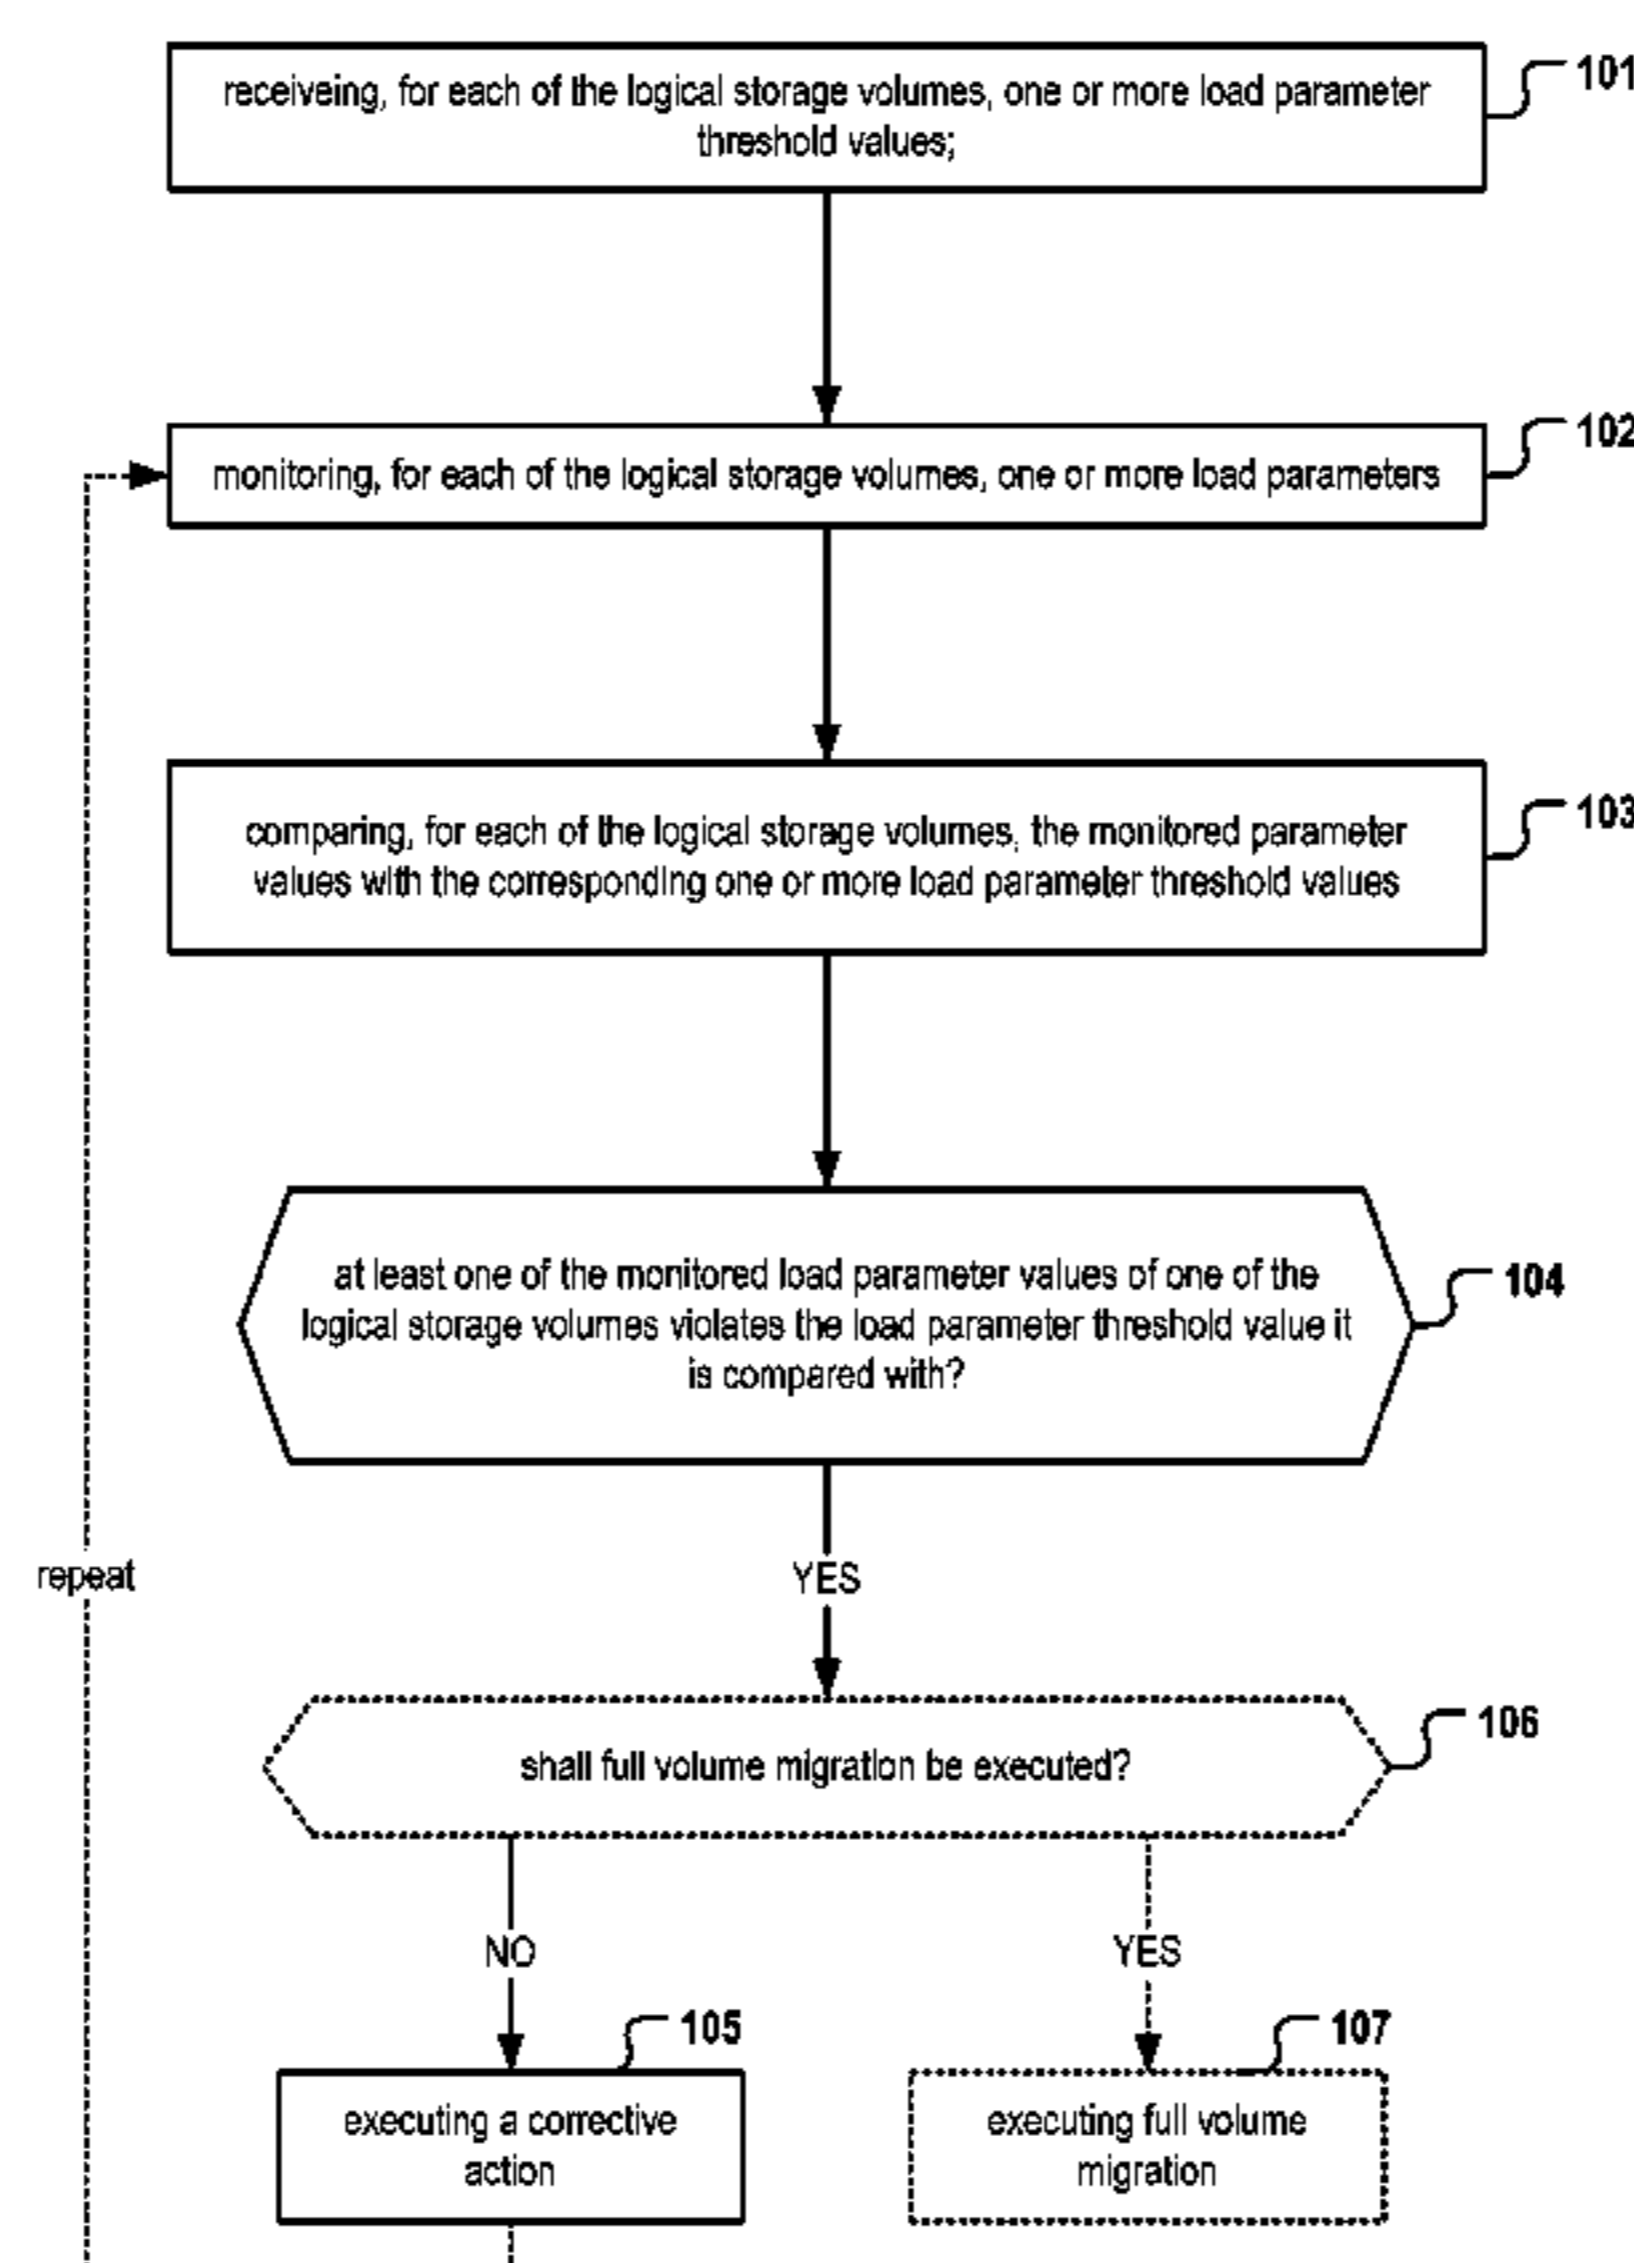 receiveing, for each of the logical storage volumes, one or more load parameter
threshold values;
101
monitoring, for each of the logical storage volumes, one or more load parameters
102
comparing, for each of the logical storage volumes, the monitored parameter
values with the corresponding one or more load parameter threshold values
103
at least one of the monitored load parameter values of one of the
logical storage volumes violates the load parameter threshold value it
is compared with?
104
repeat
YES
shall full volume migration be executed?
106
NO
YES
105
executing a corrective
action
107
executing full volume
migration